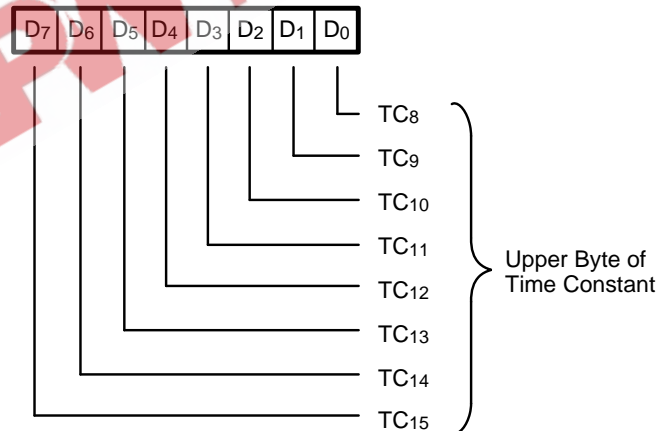 D7 D6 D5 D4 D3 D2 D1 D0
TC8
TC9
TC10
TC11
TC12
TC13
TC14
TC15
Upper Byte of
Time Constant